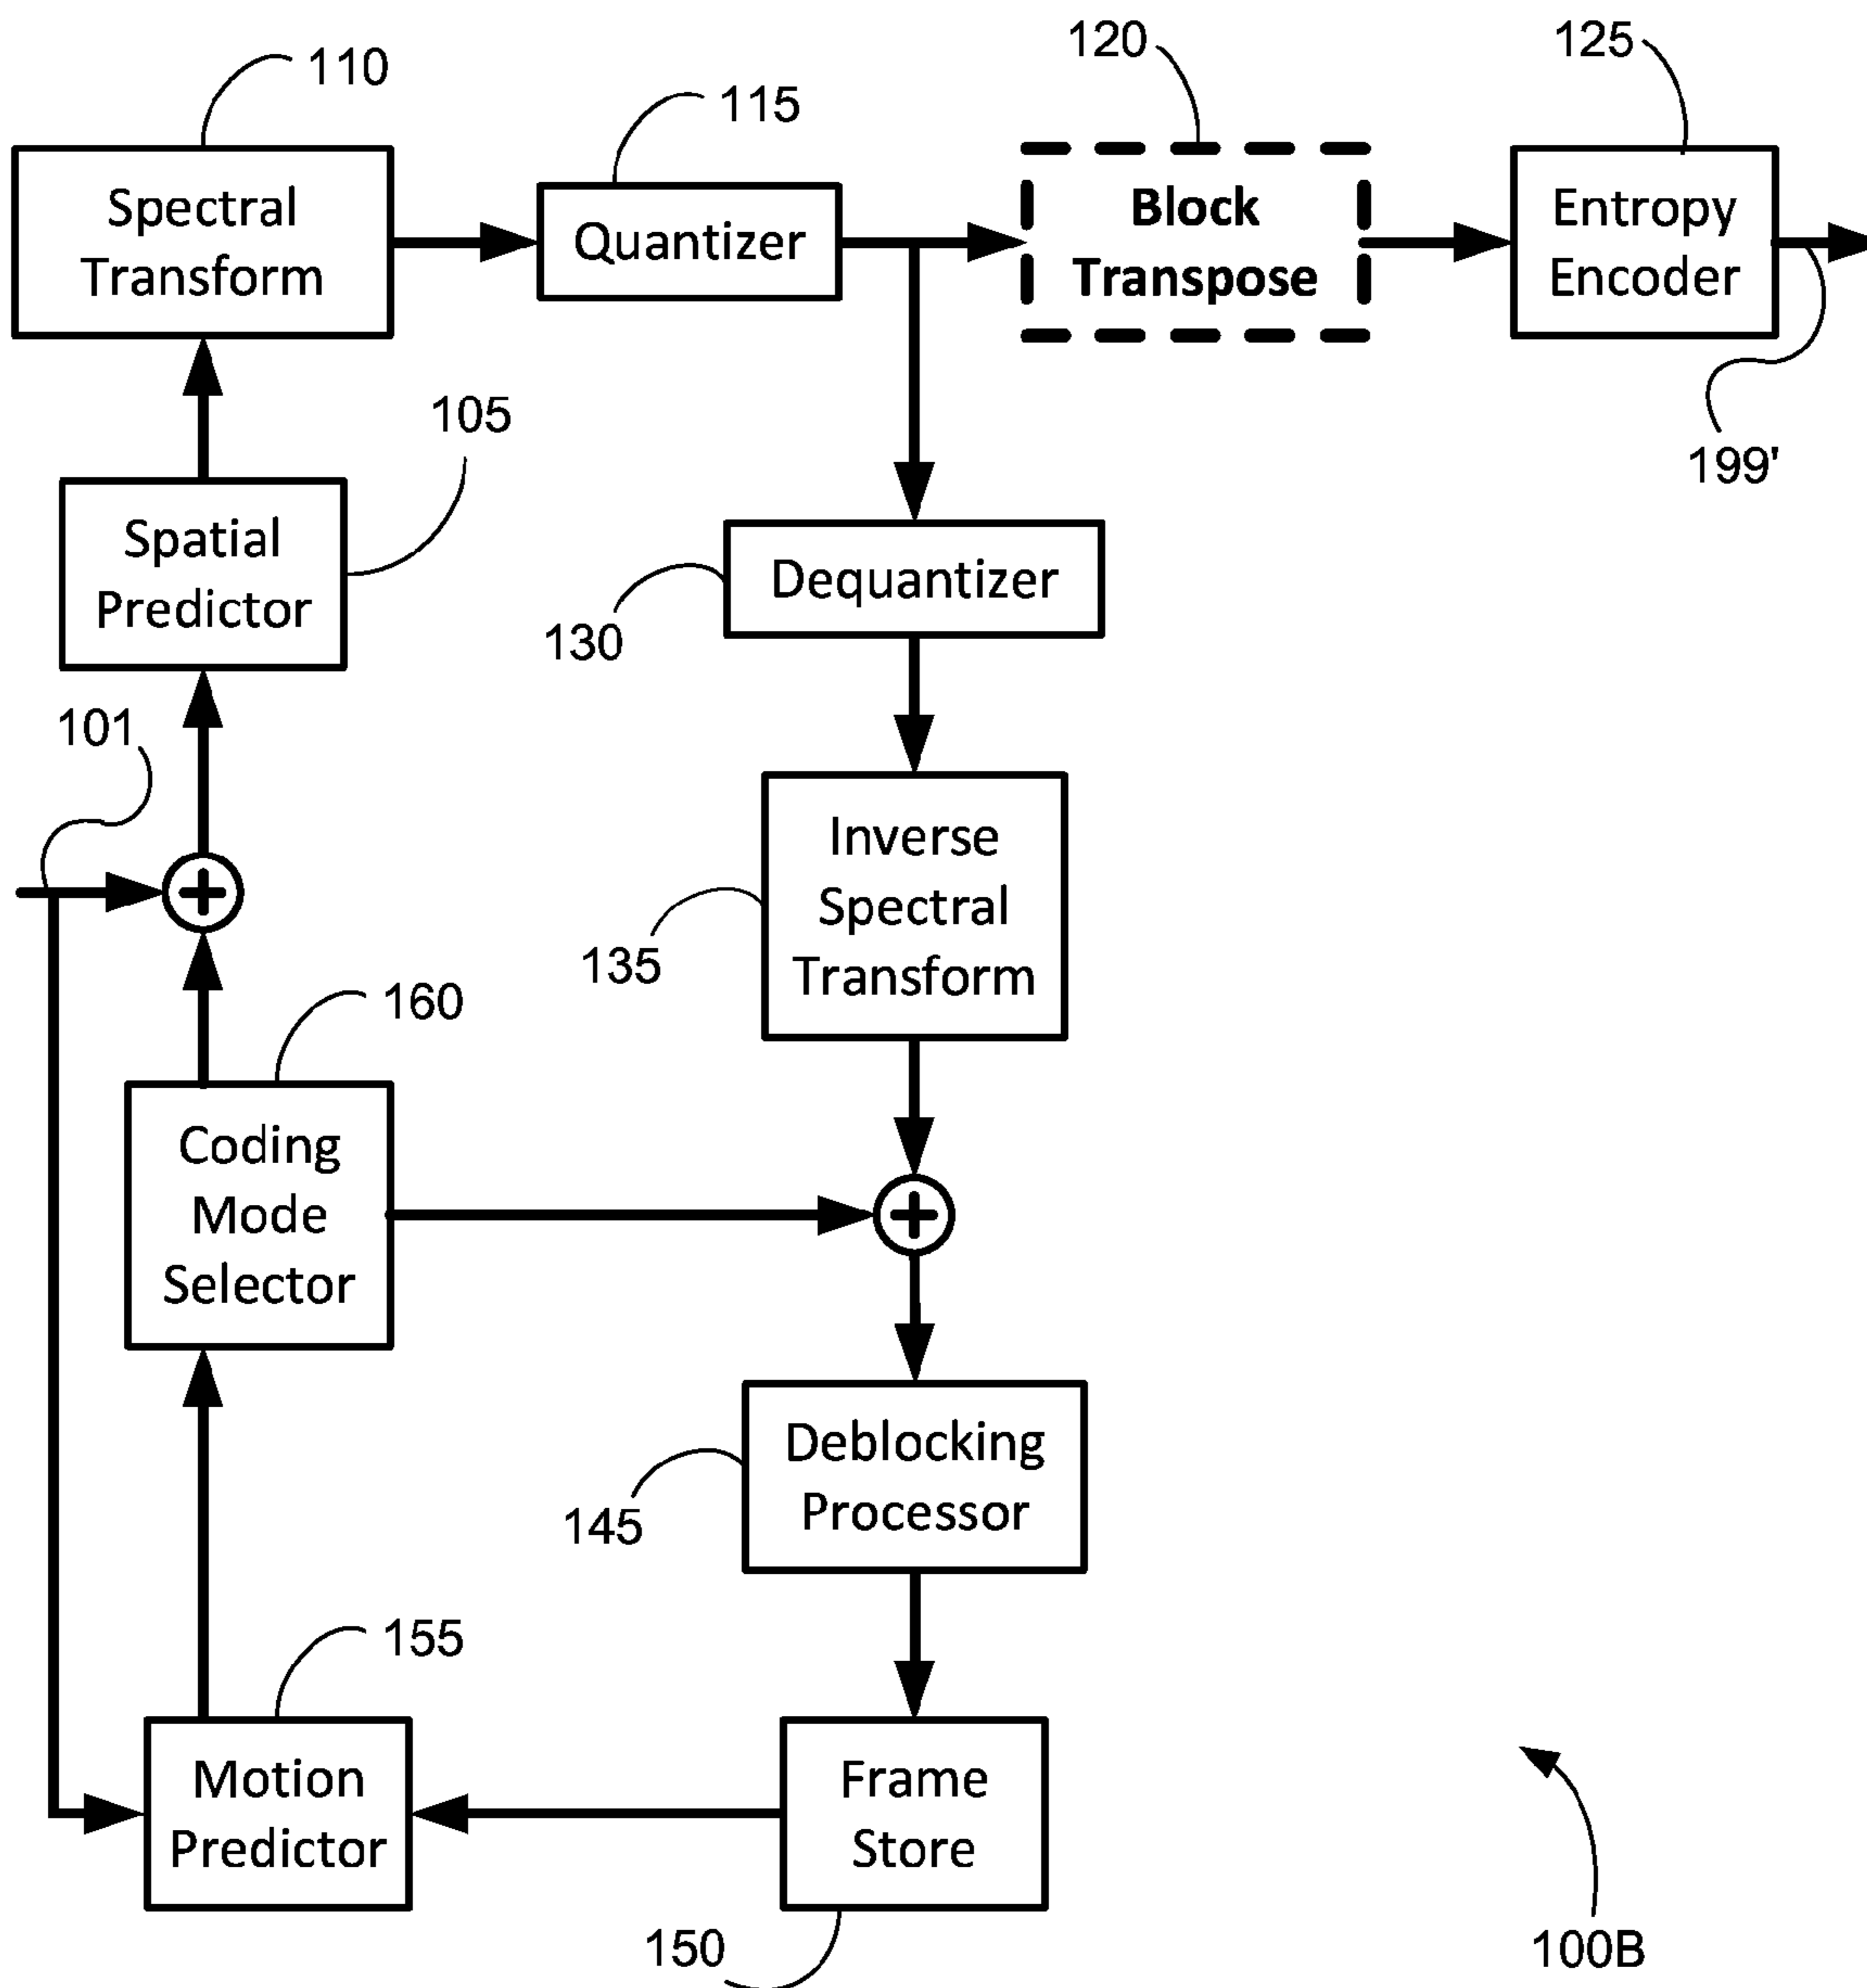 110
115
120
125
Spectral
Transform
Quantizer
Block
Transpose
Entropy
Encoder
199'
105
Spatial
Predictor
Dequantizer
130
101
Inverse
Spectral
Transform
135
160
Coding
Mode
Selector
Deblocking
Processor
145
155
Motion
Predictor
Frame
Store
150
100B